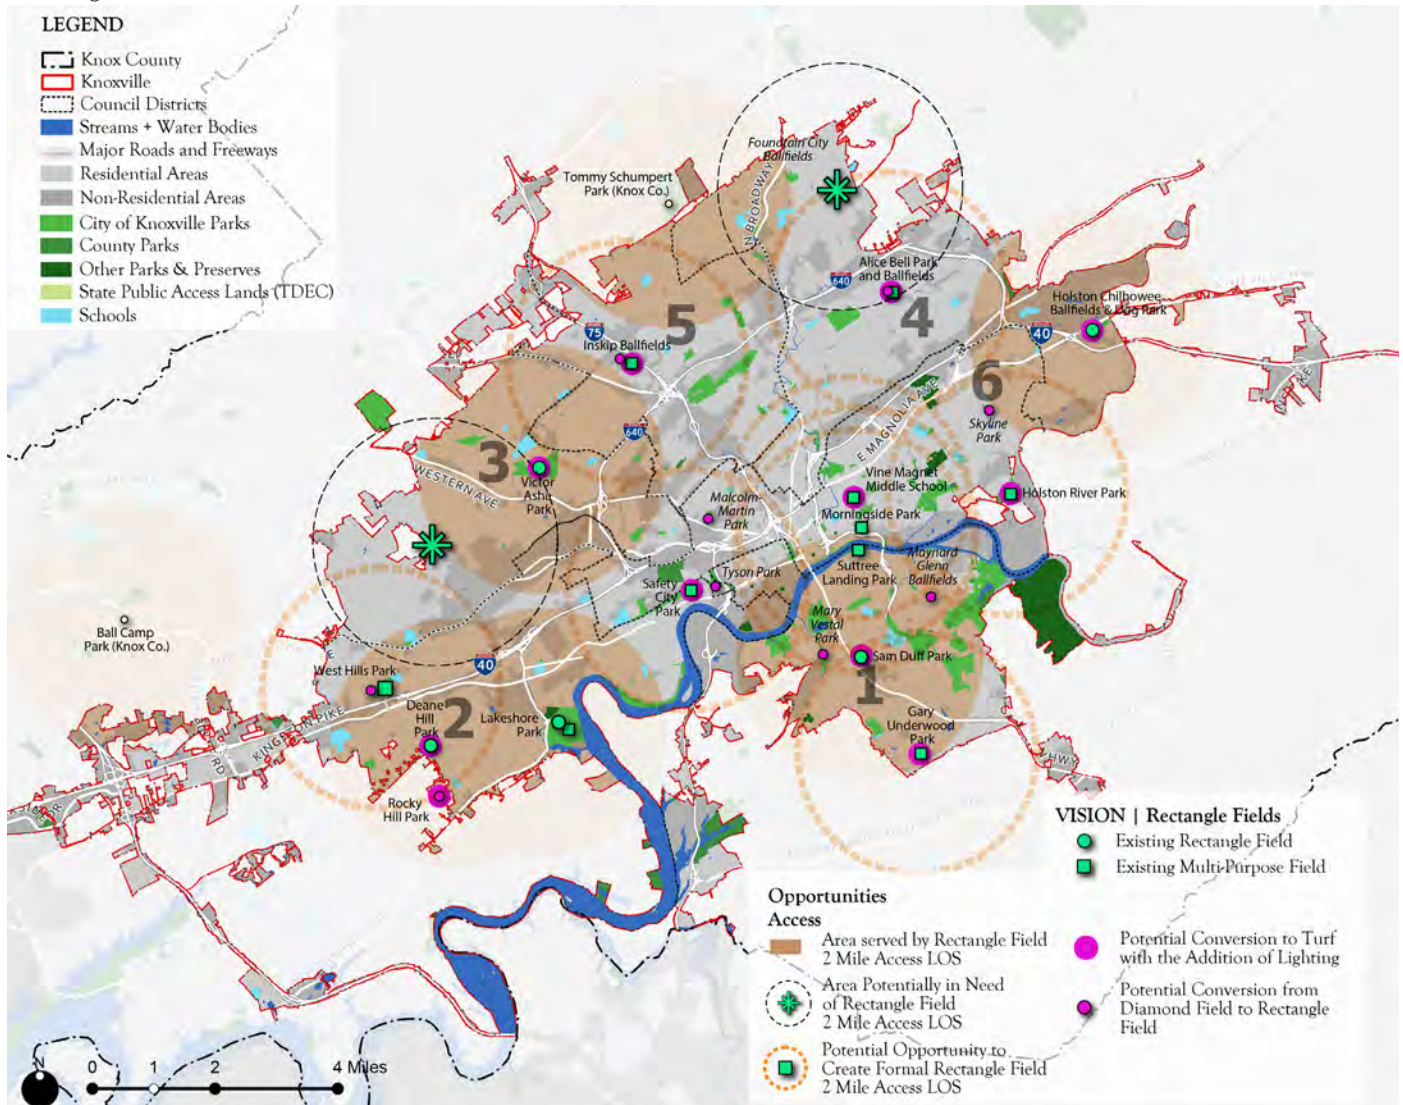 LEGEND
Knox County
Knoxville
Council Districts
Streams + Water Bodies
Major Roads and Freeways
Residential Areas
Non-Residential Areas
City of Knoxville Parks
County Parks
Other Parks & Preserves
State Public Access Lands (TDEC)
Schools
Fountain City
Ballfields
Tommy Schumpert
Park (Knox Co.)
N BROADWAY
Alice Bell Park
and Ballfields
640
4
Holston Chilhowee
Ballfields & Dog Park
40
5
75
Inskip Ballfields
6
Skyline
Park
E MAGNOLIA AVE
640
3
WESTERN AVE
Victor
Ashe
Park
Vine Magnet
Middle School
Malcolm-
Martin
Park
Holston River Park
Morningside Park
Suttree
Landing Park
Maynard
Glenn
Ballfields
Tyson Park
Safety
City
Park
Mary
Vestal
Park
Ball Camp
Park (Knox Co.)
West Hills Park
40
Sam Duff Park
1
Deane
Hill
Park
2
Lakeshore
Park
Gary
Underwood
Park
KINGSTON PIKE
RD
HWY
Rocky
Hill Park
VISION | Rectangle Fields
Existing Rectangle Field
Existing Multi-Purpose Field
Opportunites
Access
Area served by Rectangle Field
2 Mile Access LOS
Area Potentially in Need
of Rectangle Field
2 Mile Access LOS
Potential Opportunity to
Create Formal Rectangle Field
2 Mile Access LOS
Potential Conversion to Turf
with the Addition of Lighting
Potential Conversion from
Diamond Field to Rectangle
Field
N
0 1 2 4 Miles